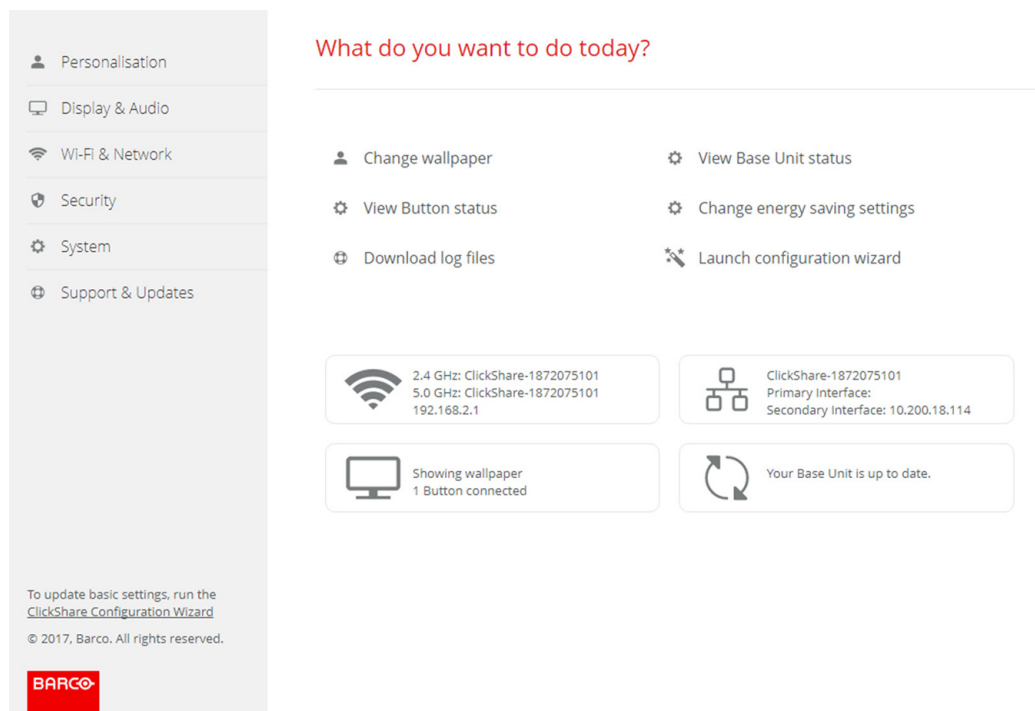 Personalisation
Display & Audio
Wi-Fi & Network
Security
System
Support & Updates
To update basic settings, run the
ClickShare Configuration Wizard
© 2017, Barco. All rights reserved.
BARCO
What do you want to do today?
Change wallpaper
View Base Unit status
View Button status
Change energy saving settings
Download log files
Launch configuration wizard
2.4 GHz: ClickShare-1872075101
5.0 GHz: ClickShare-1872075101
192.168.2.1
ClickShare-1872075101
Primary Interface:
Secondary Interface: 10.200.18.114
Showing wallpaper
1 Button connected
Your Base Unit is up to date.